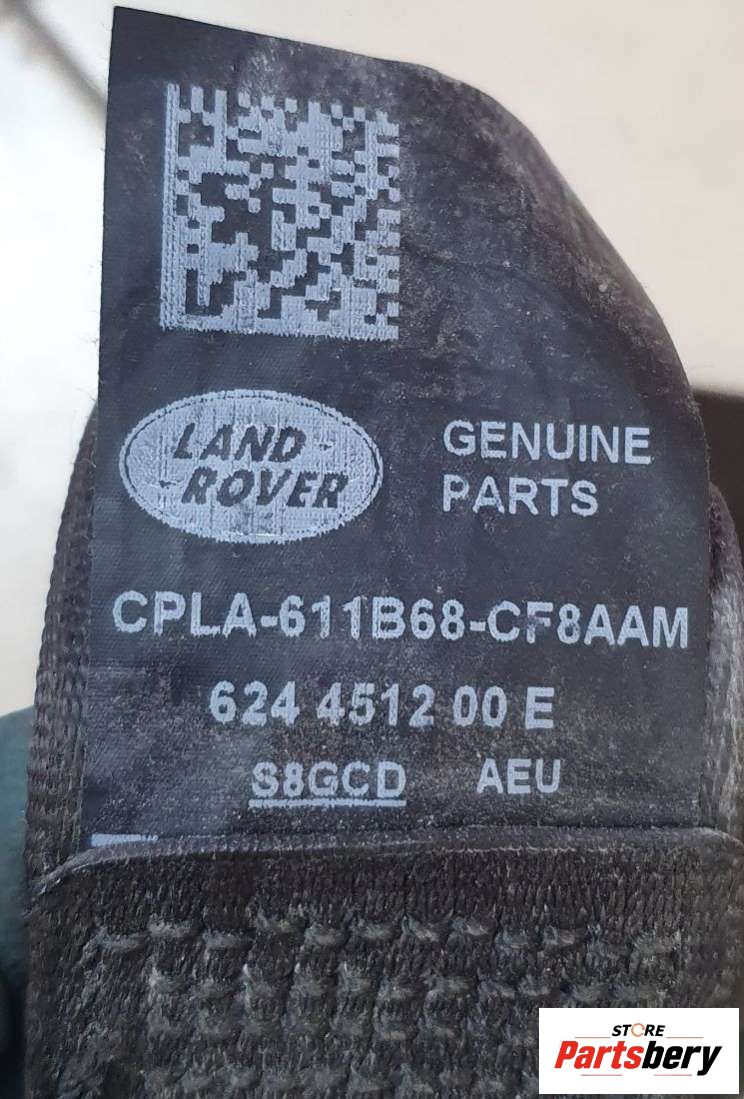 LAND
ROVER
GENUINE
PARTS
CPLA-611B68-CF8AAM
624 4512 00 E
S8GCD AEU
STORE
Partsbery